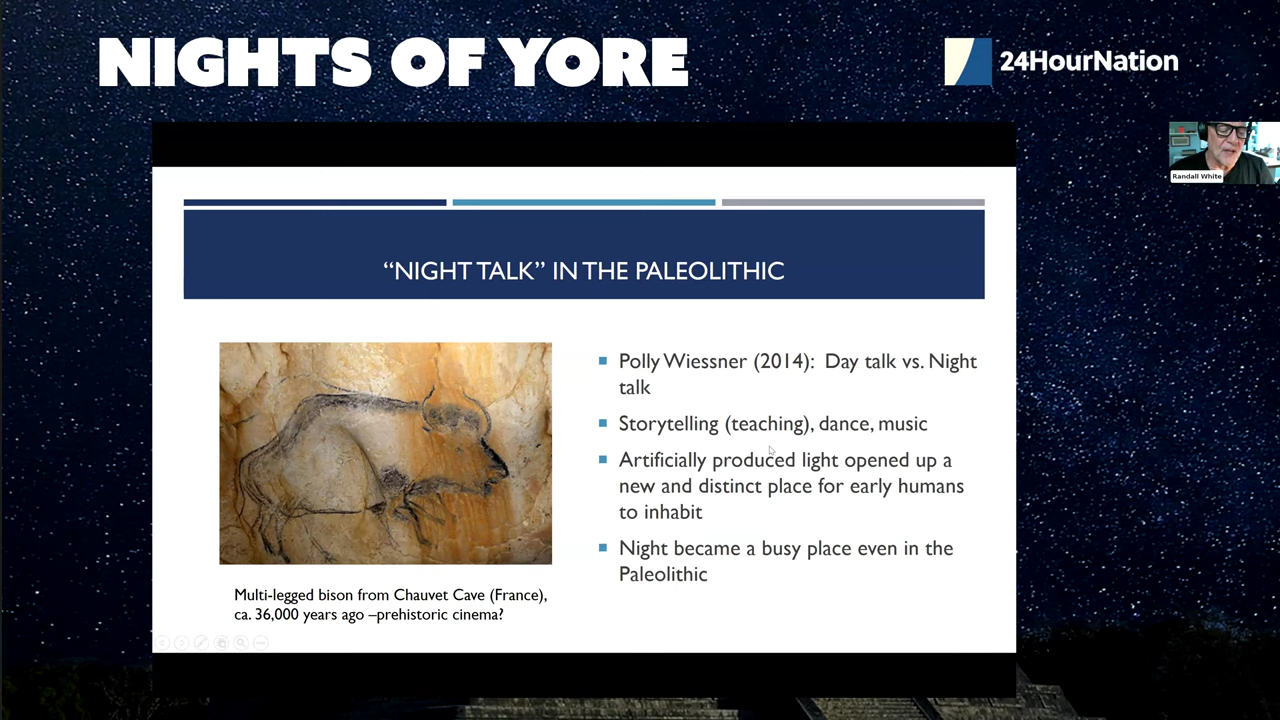 NIGHTS OF YORE
24HourNation
Randall White
“NIGHT TALK” IN THE PALEOLITHIC
Polly Wiessner (2014): Day talk vs. Night
talk
Storytelling (teaching), dance, music
Artificially produced light opened up a
new and distinct place for early humans
to inhabit
Night became a busy place even in the
Paleolithic
Multi-legged bison from Chauvet Cave (France),
ca. 36,000 years ago –prehistoric cinema?